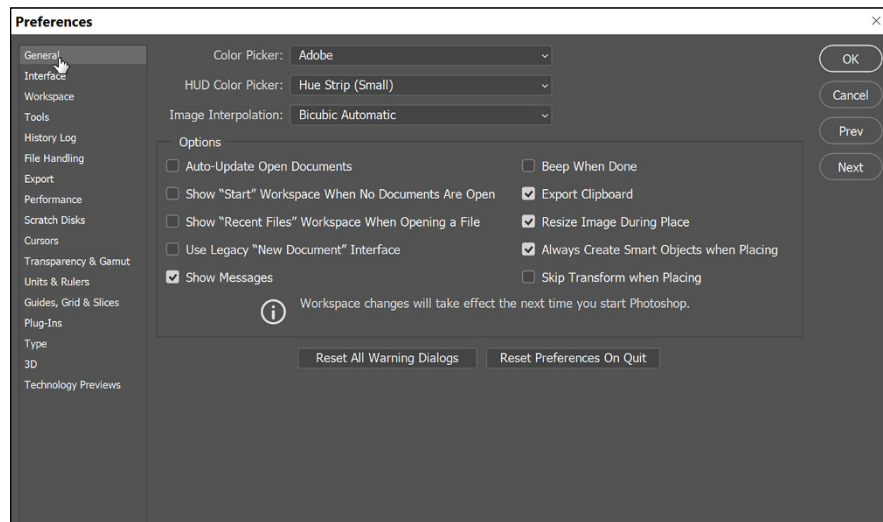 Preferences
General
Interface
Workspace
Tools
History Log
File Handling
Export
Performance
Scratch Disks
Cursors
Transparency & Gamut
Units & Rulers
Guides, Grid & Slices
Plug-Ins
Type
3D
Technology Previews
Color Picker: Adobe
HUD Color Picker: Hue Strip (Small)
Image Interpolation: Bicubic Automatic
Options
Auto-Update Open Documents
Show “Start” Workspace When No Documents Are Open
Show “Recent Files” Workspace When Opening a File
Use Legacy “New Document” Interface
Show Messages
Beep When Done
Export Clipboard
Resize Image During Place
Always Create Smart Objects when Placing
Skip Transform when Placing
Workspace changes will take effect the next time you start Photoshop.
Reset All Warning Dialogs
Reset Preferences On Quit
OK
Cancel
Prev
Next